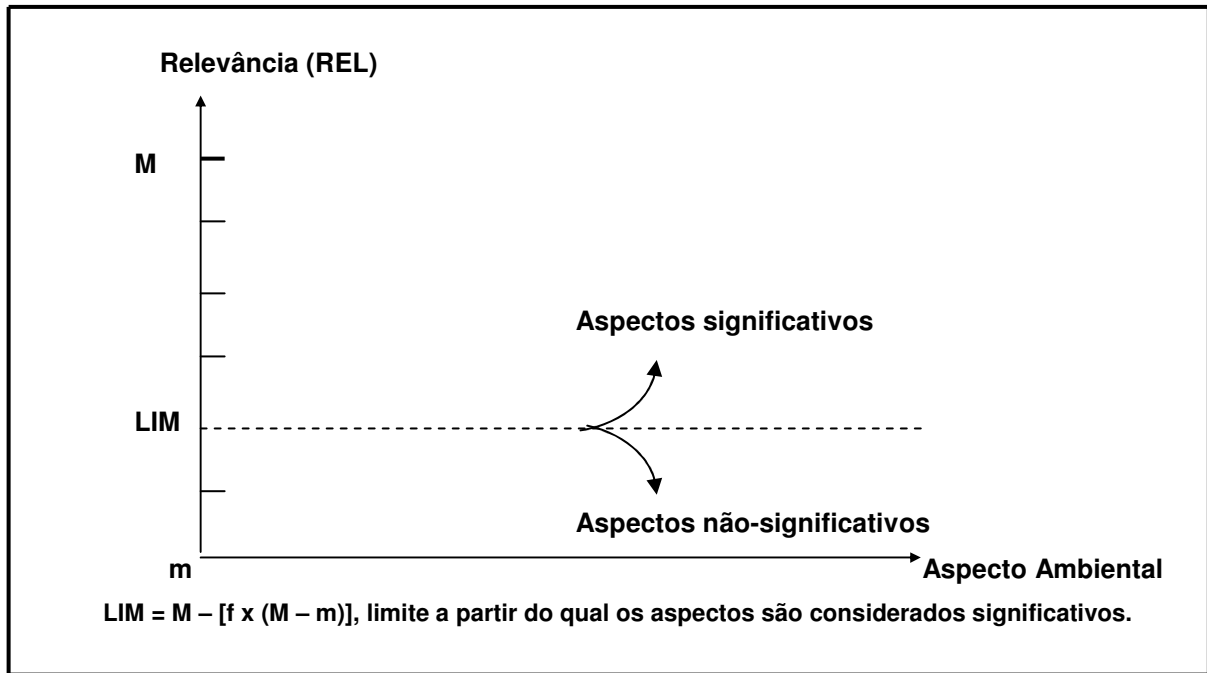 Relevância (REL)
M
Aspectos significativos
LIM
Aspectos não-significativos
m
Aspecto Ambiental
LIM = M – [f x (M – m)], limite a partir do qual os aspectos são considerados significativos.